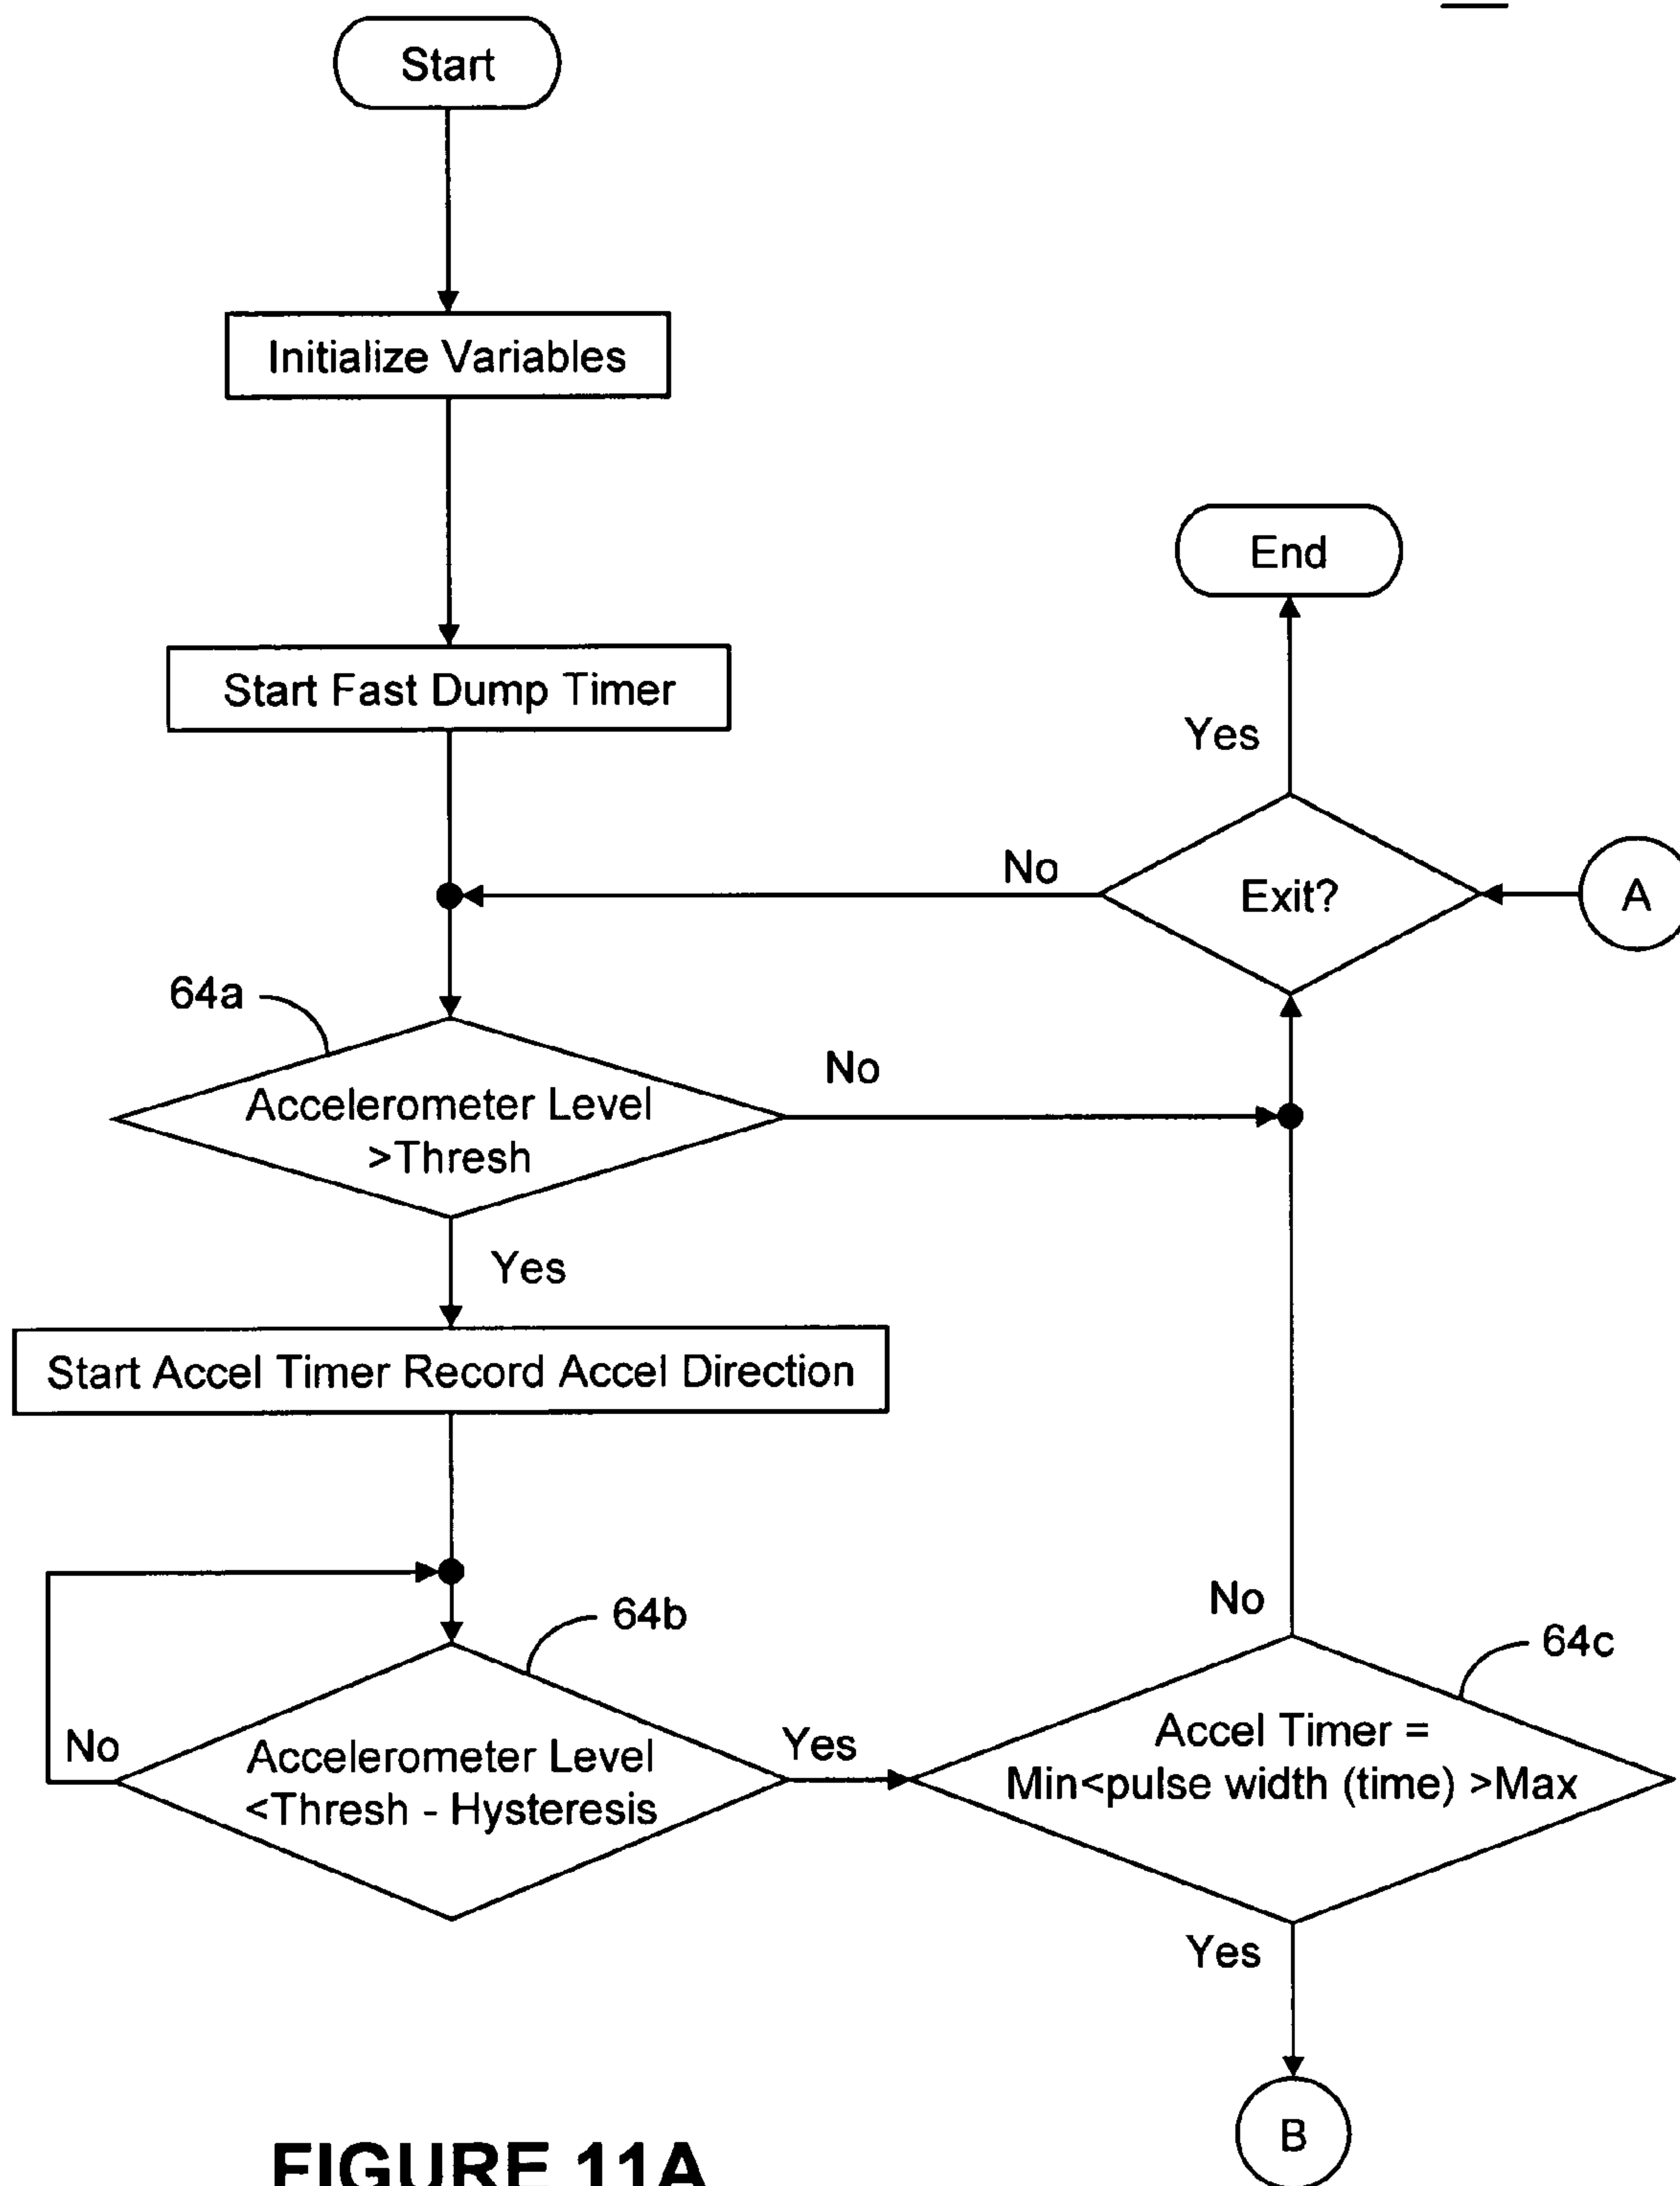 Start
Initialize Variables
Start Fast Dump Timer
End
Yes
No
Exit?
A
64a
Accelerometer Level
>Thresh
No
Yes
Start Accel Timer Record Accel Direction
64b
No
Accelerometer Level
<Thresh - Hysteresis
Yes
No
64c
Accel Timer =
Min<pulse width (time) >Max
Yes
B
FIGURE 11A